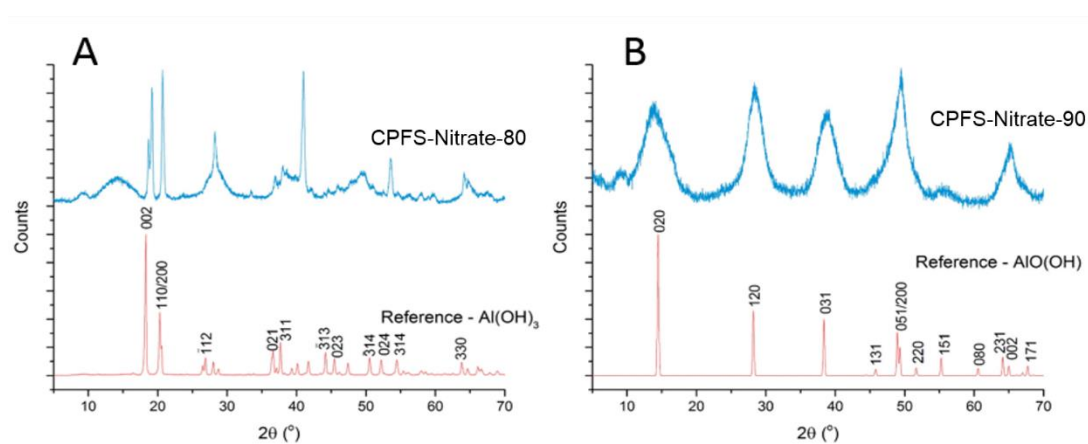 A
CPFS-Nitrate-80
Counts
002
110/200
112
021
311
313
023
314
024
314
330
Reference - Al(OH)3
10 20 30 40 50 60 70
2θ (°)
B
CPFS-Nitrate-90
Counts
020
120
031
131
051/200
220
151
080
231
002
171
Reference - AlO(OH)
10 20 30 40 50 60 70
2θ (°)